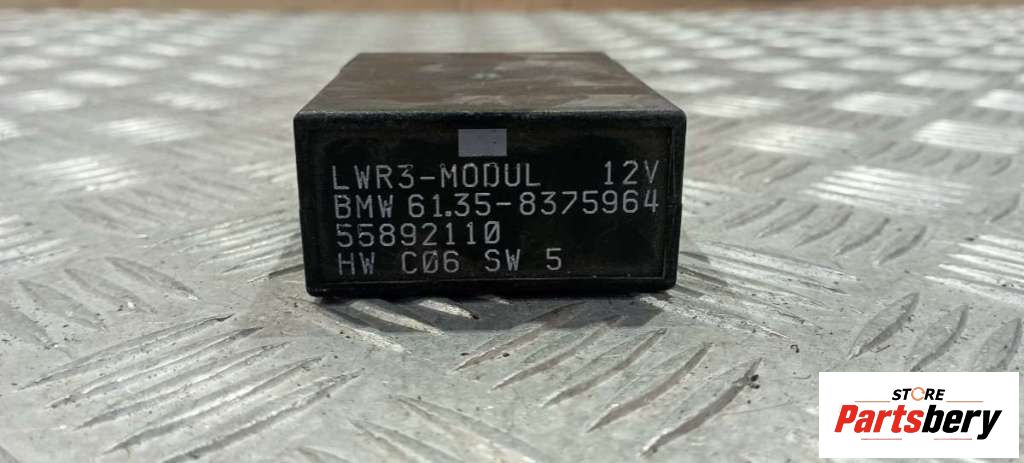 LWR3-MODUL 12V
BMW 61.35-8375964
55892110
HW C06 SW 5
STORE
Partsbery